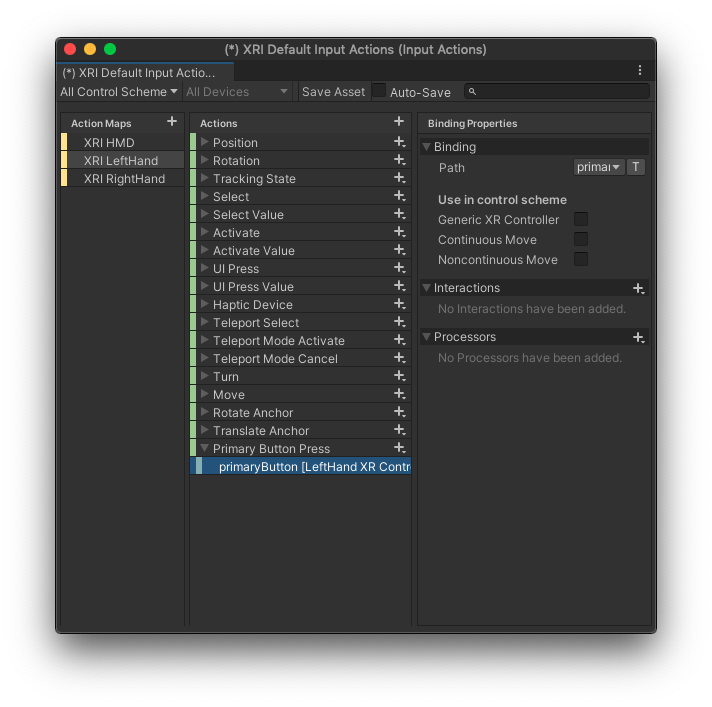 (*) XRI Default Input Actions (Input Actions)
(*) XRI Default Input Actio...
All Control Scheme All Devices Save Asset Auto-Save
Action Maps
XRI HMD
XRI LeftHand
XRI RightHand
Actions
Position
Rotation
Tracking State
Select
Select Value
Activate
Activate Value
UI Press
UI Press Value
Haptic Device
Teleport Select
Teleport Mode Activate
Teleport Mode Cancel
Turn
Move
Rotate Anchor
Translate Anchor
Primary Button Press
primaryButton [LeftHand XR Contr
Binding Properties
Binding
Path primar T
Use in control scheme
Generic XR Controller
Continuous Move
Noncontinuous Move
Interactions
No Interactions have been added.
Processors
No Processors have been added.